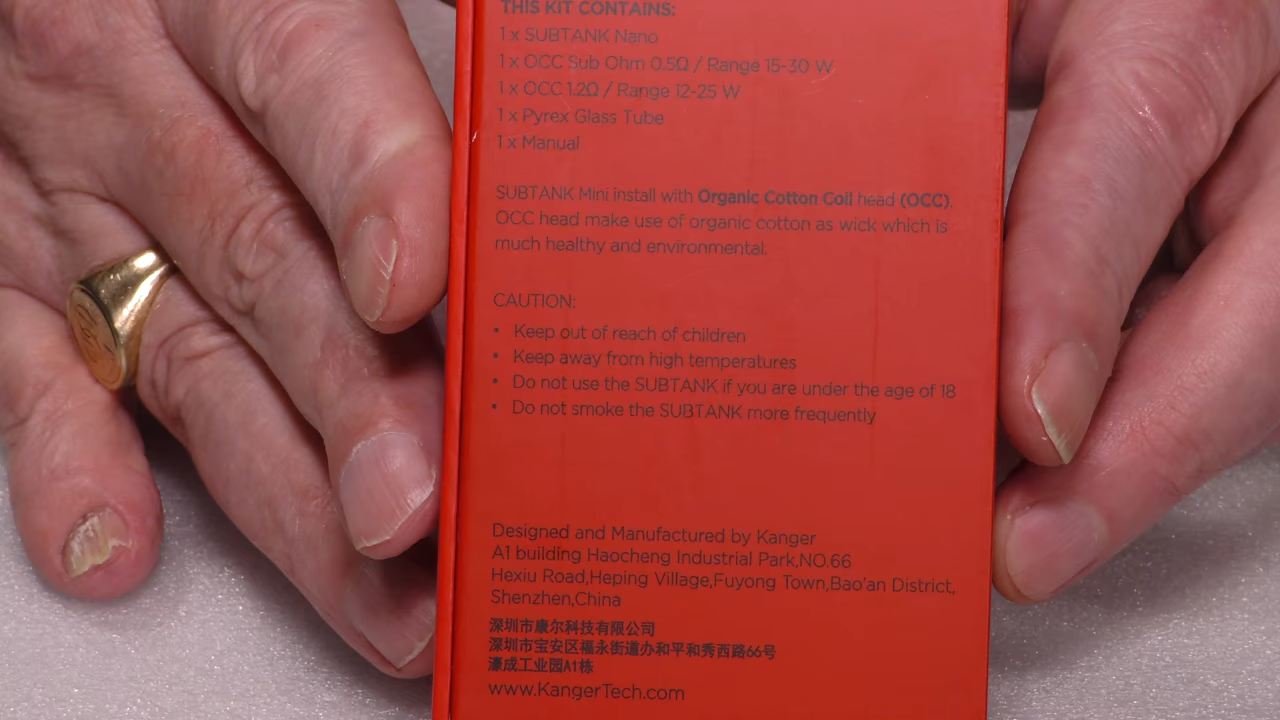 THIS KIT CONTAINS:
1 x SUBTANK Nano
1 x OCC Sub Ohm 0.5Ω / Range 15-30 W
1 x OCC 1.2Ω / Range 12-25 W
1 x Pyrex Glass Tube
1 x Manual
SUBTANK Mini install with Organic Cotton Coil head (OCC).
OCC head make use of organic cotton as wick which is
much healthy and environmental.
CAUTION:
• Keep out of reach of children
• Keep away from high temperatures
• Do not use the SUBTANK if you are under the age of 18
• Do not smoke the SUBTANK more frequently
Designed and Manufactured by Kanger
A1 building Haocheng Industrial Park,NO.66
Hexiu Road,Heping Village,Fuyong Town,Bao'an District,
Shenzhen,China
深圳市康尔科技有限公司
深圳市宝安区福永街道办和平和秀西路66号
濠成工业园A1栋
www.KangerTech.com